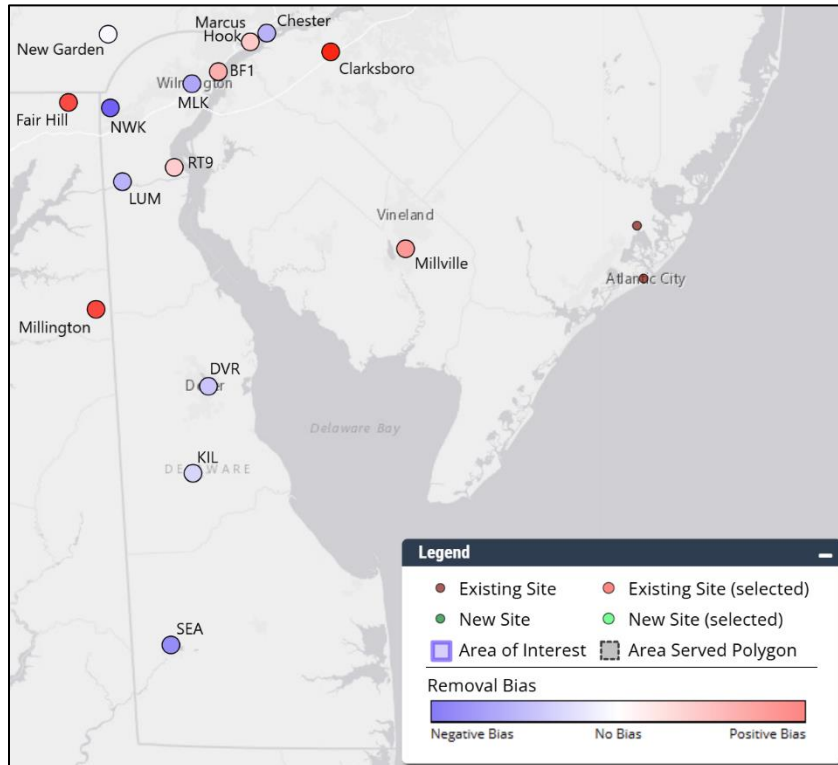 Marcus
Hook
Chester
New Garden
Clarksboro
BF1
Wilmington
MLK
Fair Hill
NWK
RT9
LUM
Vineland
Millville
Atlantic City
Millington
DVR
Dover
Delaware Bay
KIL
DELAWARE
SEA
Legend
Existing Site
Existing Site (selected)
New Site
New Site (selected)
Area of Interest
Area Served Polygon
Removal Bias
Negative Bias
No Bias
Positive Bias